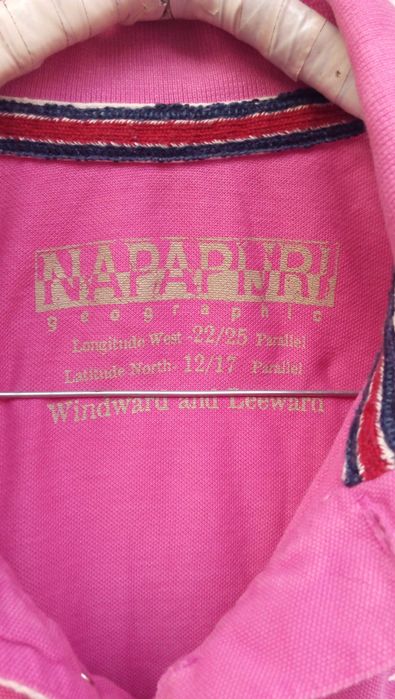 NAPAPIJRI
geographic
Longitude West -22/25 Parallel
Latitude North- 12/17 Parallel
Windward and Leeward